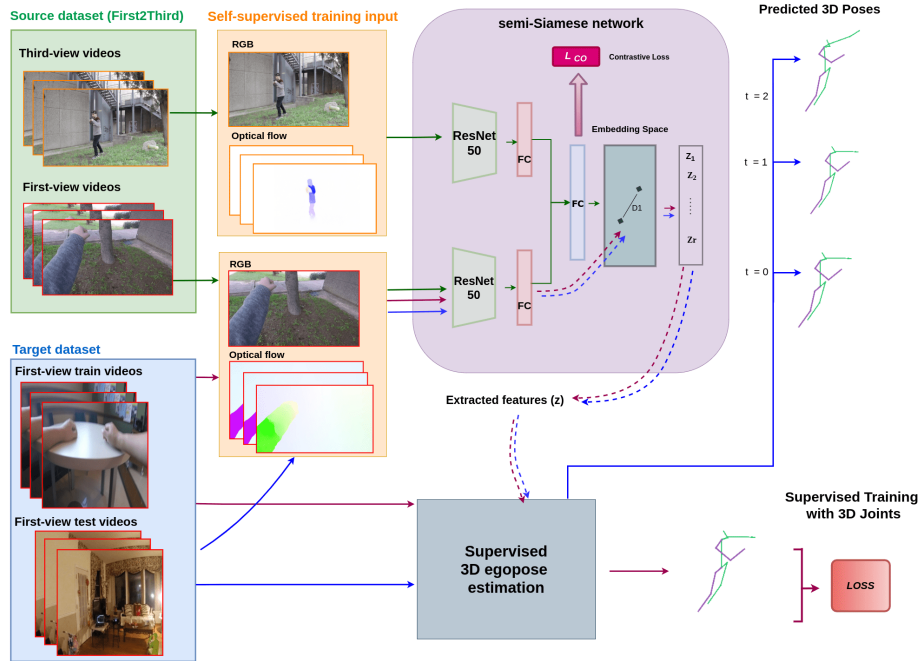 Source dataset (First2Third)
Third-view videos
First-view videos
Self-supervised training input
RGB
Optical flow
RGB
Optical flow
Target dataset
First-view train videos
First-view test videos
semi-Siamese network
L CO
Contrastive Loss
Embedding Space
ResNet
50
FC
ResNet
50
FC
FC
D1
Z1
Z2
Zr
Extracted features (z)
Supervised
3D egopose
estimation
Predicted 3D Poses
t = 2
t = 1
t = 0
Supervised Training
with 3D Joints
LOSS